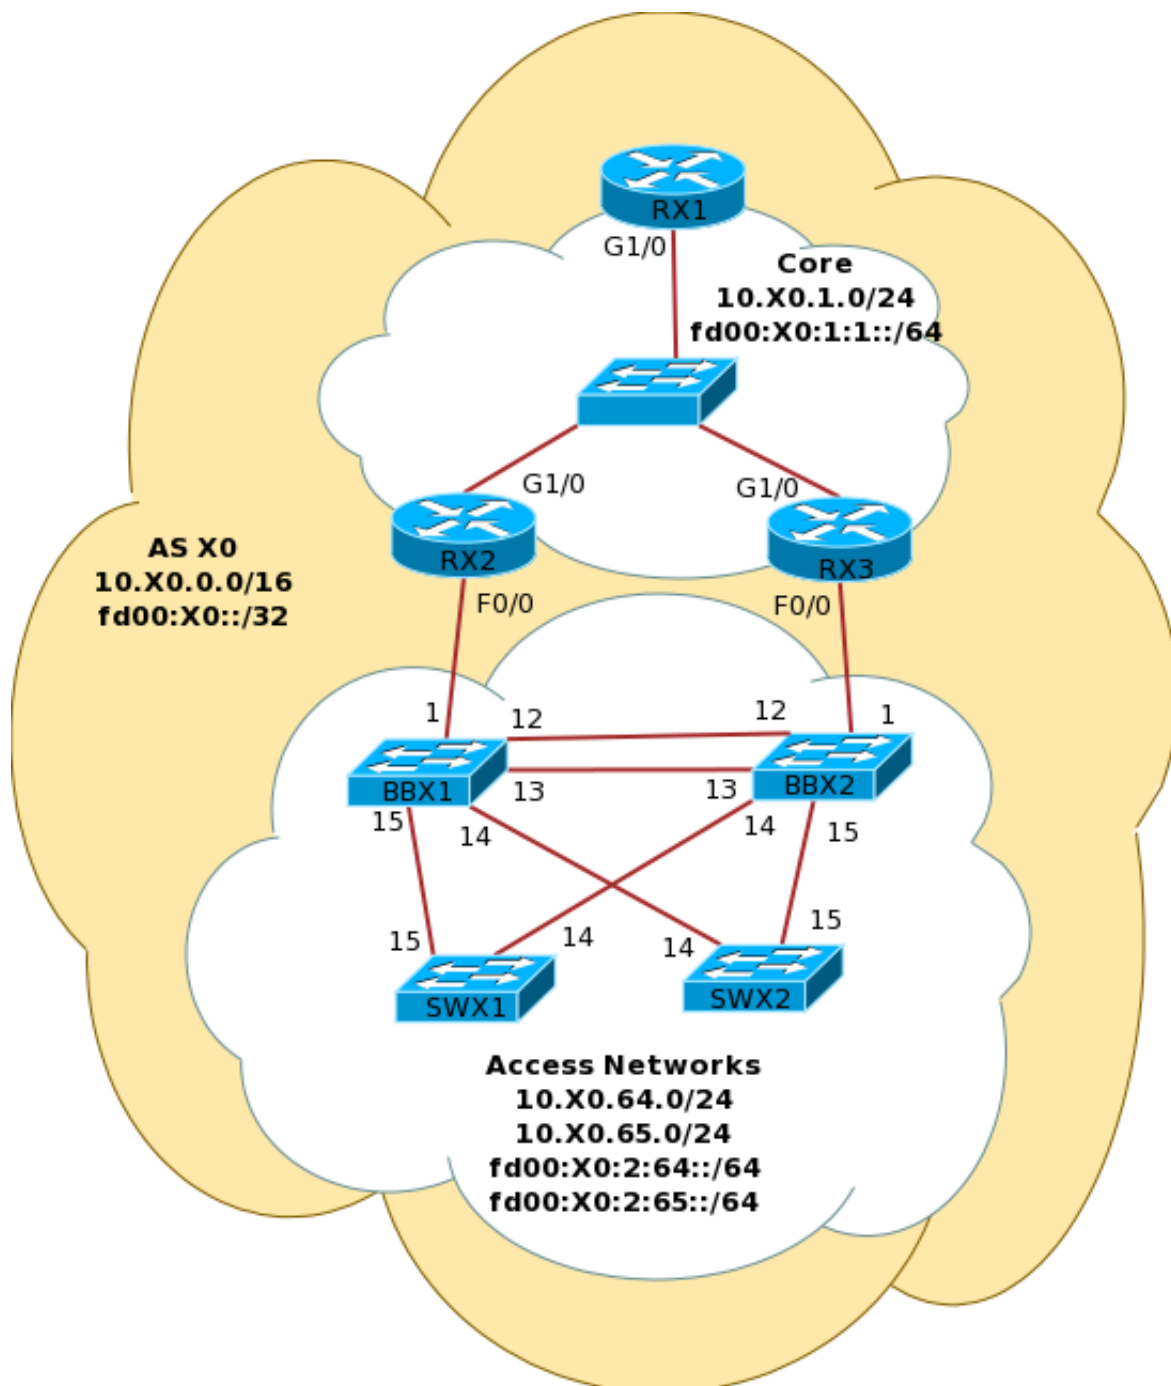 RX1
G1/0
Core
10.X0.1.0/24
fd00:X0:1:1::/64
G1/0
G1/0
RX2
RX3
AS X0
10.X0.0.0/16
fd00:X0::/32
F0/0
F0/0
1
12
12
1
BBX1
13
13
BBX2
15
14
14
15
15
14
14
15
SWX1
SWX2
Access Networks
10.X0.64.0/24
10.X0.65.0/24
fd00:X0:2:64::/64
fd00:X0:2:65::/64